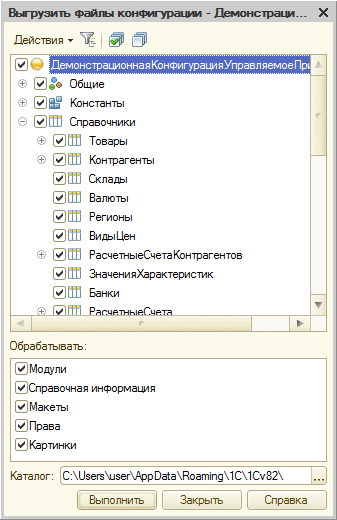 Выгрузить файлы конфигурации - Демонстраци...
Действия
ДемонстрационнаяКонфигурацияУправляемоеПри
Общие
Константы
Справочники
Товары
Контрагенты
Склады
Валюты
Регионы
ВидыЦен
РасчетныеСчетаКонтрагентов
ЗначенияХарактеристик
Банки
РасчетныеСчета
Обрабатывать:
Модули
Справочная информация
Макеты
Права
Картинки
Каталог: C:\Users\user\AppData\Roaming\1C\1Cv82\ ...
Выполнить Закрыть Справка